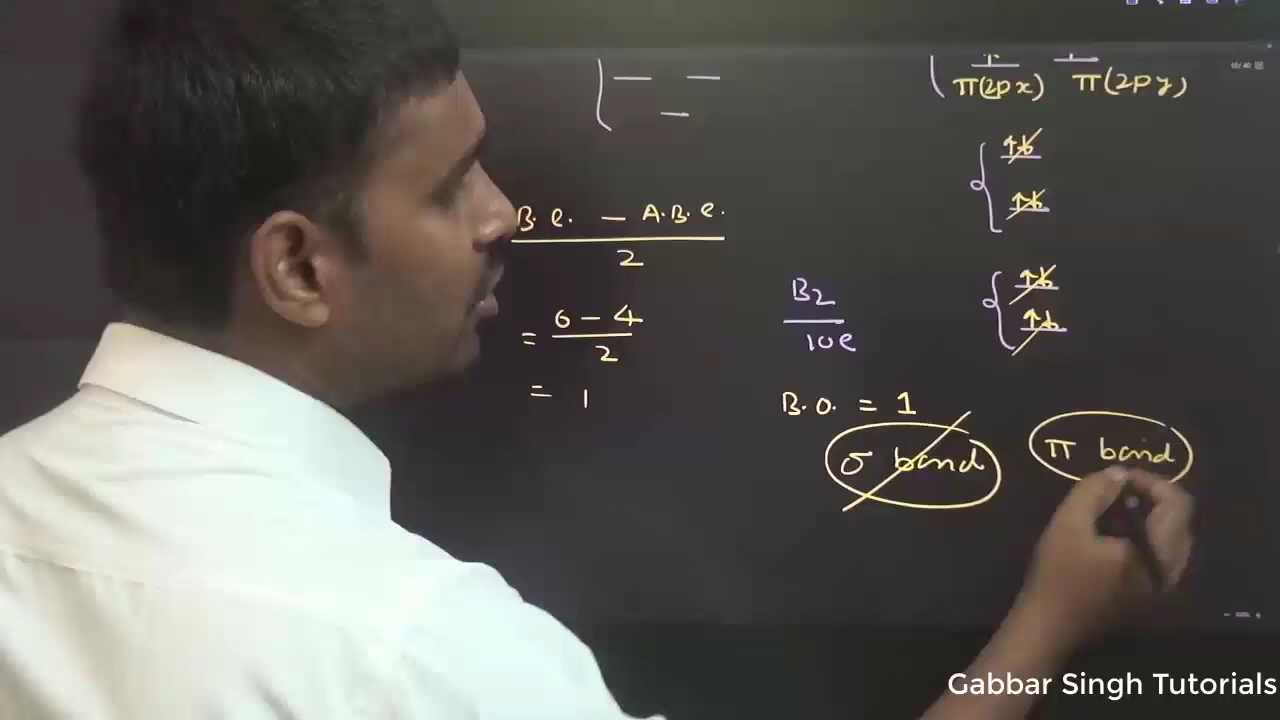 π(2px) π(2py)
B.e. - A.B.e.
2
= 6 - 4
2
= 1
B2
10e
B.O. = 1
σ bond
π bond
Gabbar Singh Tutorials